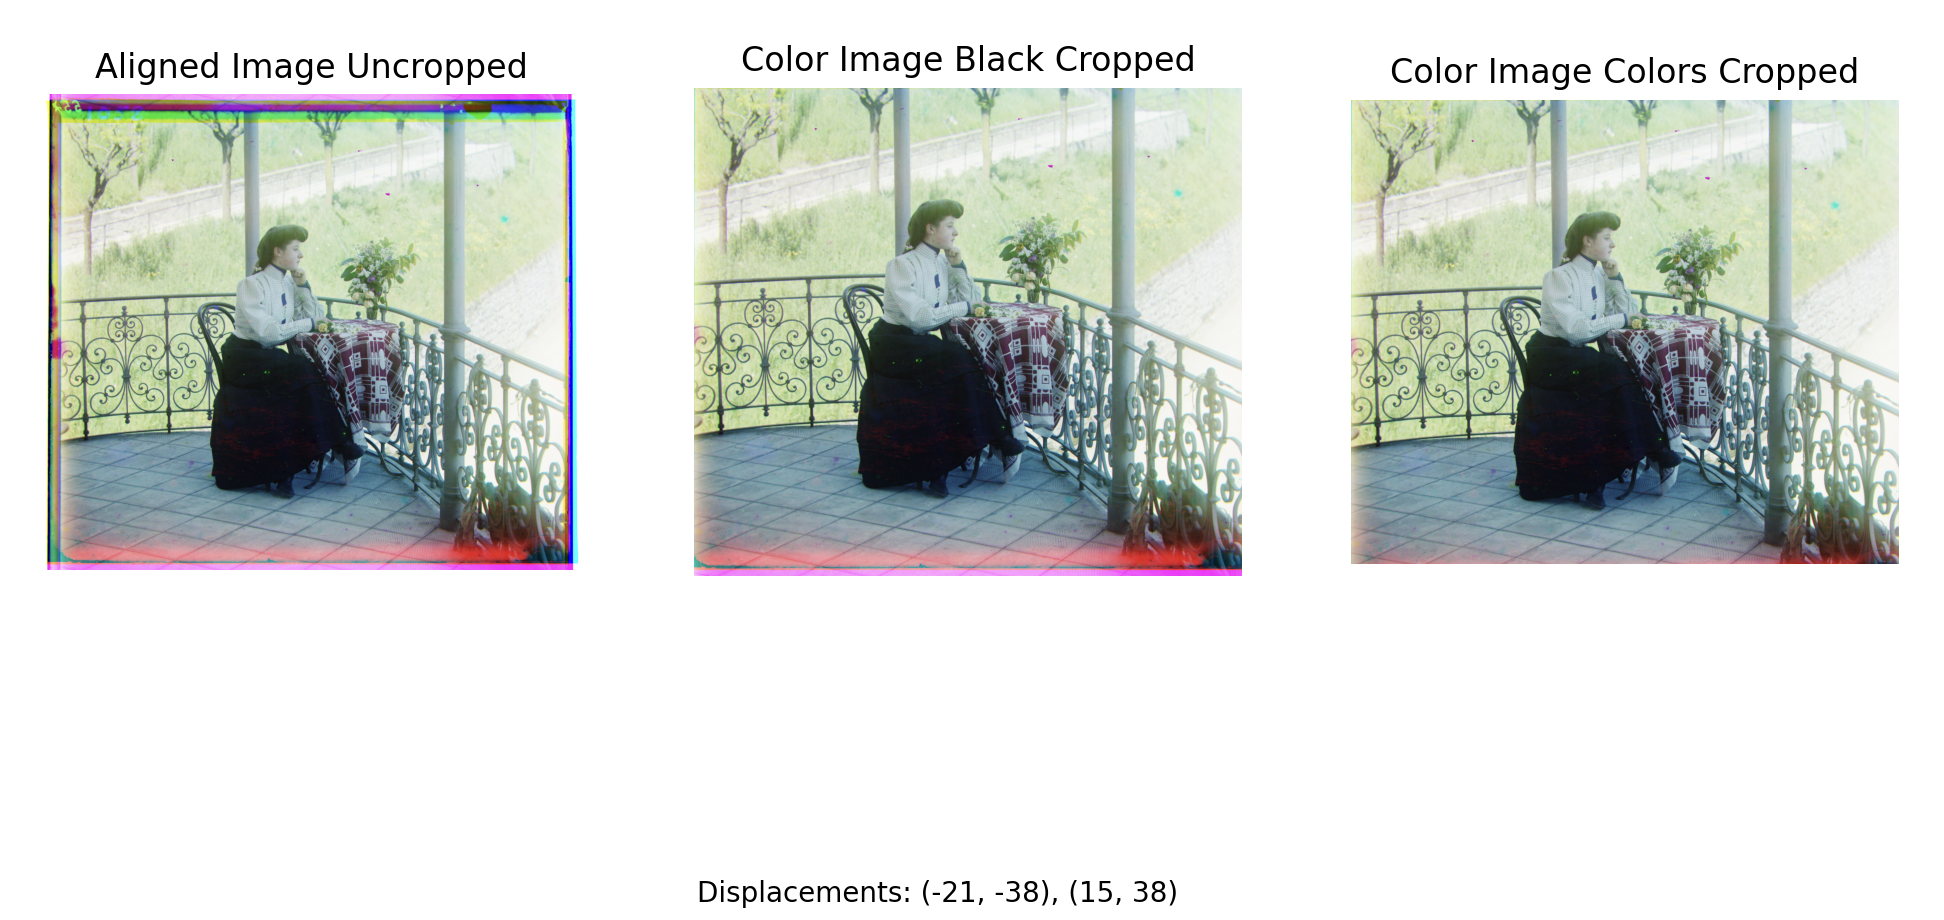 Aligned Image Uncropped
Color Image Black Cropped
Color Image Colors Cropped
Displacements: (-21, -38), (15, 38)